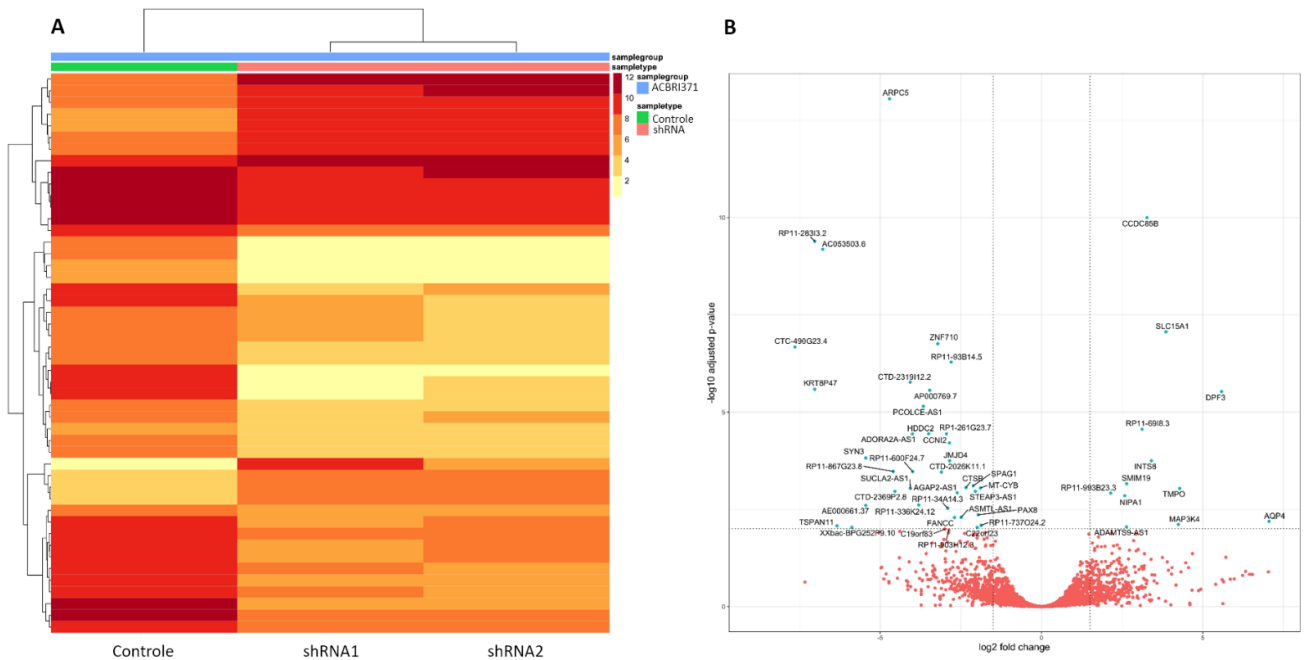 A
samplegroup
sampletype
12
10
8
6
4
2
samplegroup
ACBRI371
sampletype
Controle
shRNA
Controle
shRNA1
shRNA2
B
ARPC5
CCDC85B
RP11-283I3.2
AC053503.6
SLC15A1
CTC-490G23.4
ZNF710
RP11-93B14.5
KRT8P47
CTD-2319I12.2
AP000769.7
DPF3
PCOLCE-AS1
RP11-69I8.3
HDDC2
RP1-261G23.7
ADORA2A-AS1
CCNI2
SYN3
RP11-600F24.7
JMJD4
INTS8
RP11-867G23.8
CTD-2026K11.1
SUCLA2-AS1
AGAP2-AS1
CTSB
SPAG1
MT-CYB
SMIM19
RP11-993B23.3
TMPO
CTD-2369P2.8
RP11-34A14.3
STEAP3-AS1
NIPA1
AE000661.37
RP11-336K24.12
ASMTL-AS1
PAX8
TSPAN11
FANCC
RP11-737O24.2
MAP3K4
AQP4
XXbac-BPG252P9.10
C19orf83
C22orf23
ADAMTS9-AS1
10
5
0
-log10 adjusted p-value
-5
0
5
log2 fold change